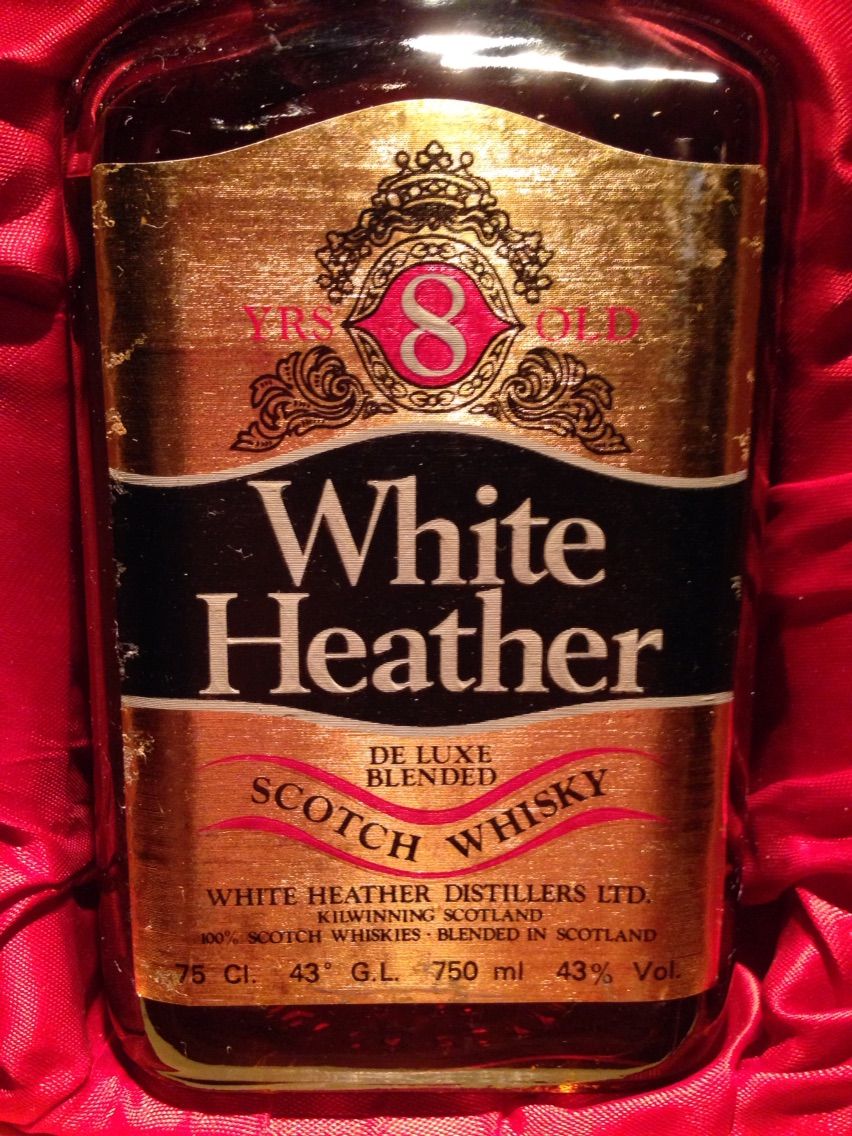 YRS 8 OLD
White
Heather
DE LUXE
BLENDED
SCOTCH WHISKY
WHITE HEATHER DISTILLERS LTD.
KILWINNING SCOTLAND
100% SCOTCH WHISKIES · BLENDED IN SCOTLAND
75 Cl. 43° G.L. 750 ml 43% Vol.